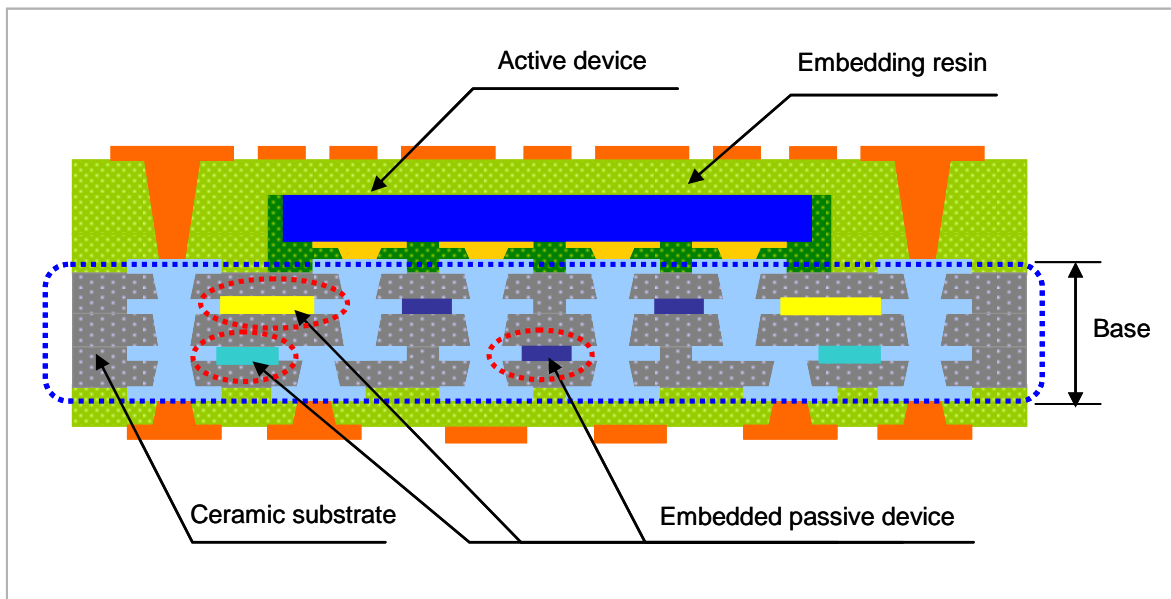 Active device
Embedding resin
Base
Ceramic substrate
Embedded passive device